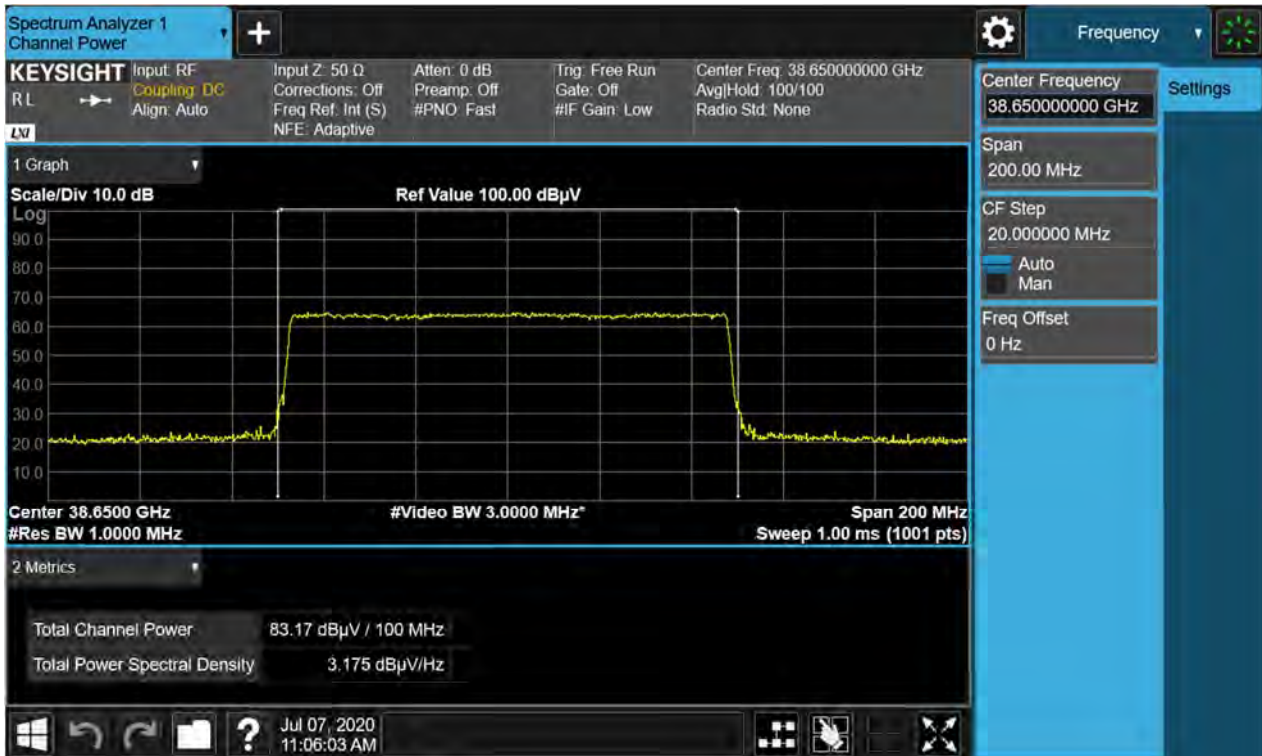 Spectrum Analyzer 1
Channel Power
+
Frequency
KEYSIGHT
RL
LXI
Input: RF
Coupling: DC
Align: Auto
Input Z: 50 Ω
Corrections: Off
Freq Ref: Int (S)
NFE: Adaptive
Atten: 0 dB
Preamp: Off
#PNO: Fast
Trig: Free Run
Gate: Off
#IF Gain: Low
Center Freq: 38.650000000 GHz
Avg|Hold: 100/100
Radio Std: None
Center Frequency
38.650000000 GHz
Settings
Span
200.00 MHz
CF Step
20.000000 MHz
Auto
Man
Freq Offset
0 Hz
1 Graph
Scale/Div 10.0 dB
Ref Value 100.00 dBµV
Log
90.0
80.0
70.0
60.0
50.0
40.0
30.0
20.0
10.0
Center 38.6500 GHz
#Video BW 3.0000 MHz*
Span 200 MHz
#Res BW 1.0000 MHz
Sweep 1.00 ms (1001 pts)
2 Metrics
Total Channel Power 83.17 dBµV / 100 MHz
Total Power Spectral Density 3.175 dBµV/Hz
?
Jul 07, 2020
11:06:03 AM